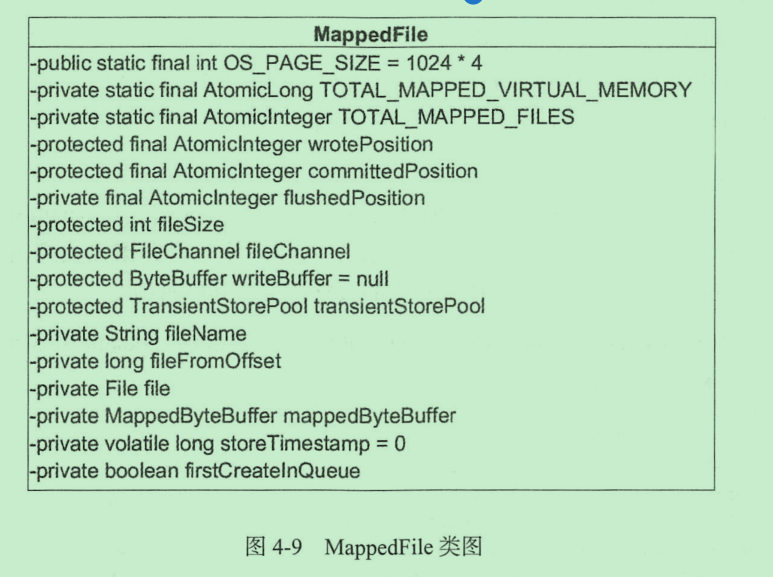 MappedFile
-public static final int OS_PAGE_SIZE = 1024 * 4
-private static final AtomicLong TOTAL_MAPPED_VIRTUAL_MEMORY
-private static final AtomicInteger TOTAL_MAPPED_FILES
-protected final AtomicInteger wrotePosition
-protected final AtomicInteger committedPosition
-private final AtomicInteger flushedPosition
-protected int fileSize
-protected FileChannel fileChannel
-protected ByteBuffer writeBuffer = null
-protected TransientStorePool transientStorePool
-private String fileName
-private long fileFromOffset
-private File file
-private MappedByteBuffer mappedByteBuffer
-private volatile long storeTimestamp = 0
-private boolean firstCreateInQueue
图 4-9 MappedFile 类图